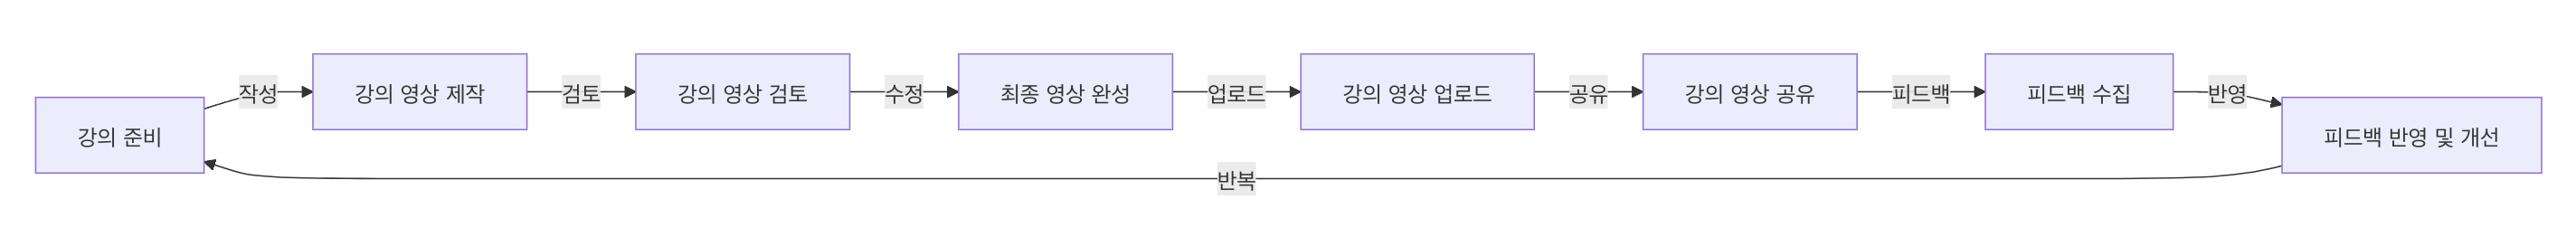 강의 준비
작성
강의 영상 제작
검토
강의 영상 검토
수정
최종 영상 완성
업로드
강의 영상 업로드
공유
강의 영상 공유
피드백
피드백 수집
반영
피드백 반영 및 개선
반복